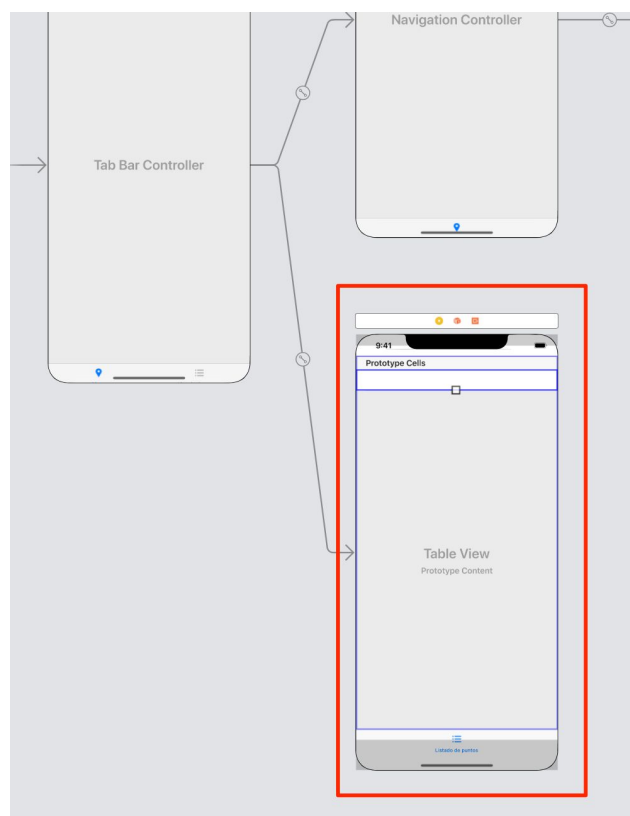 Navigation Controller
Tab Bar Controller
9:41
Prototype Cells
Table View
Prototype Content
Listado de puntos